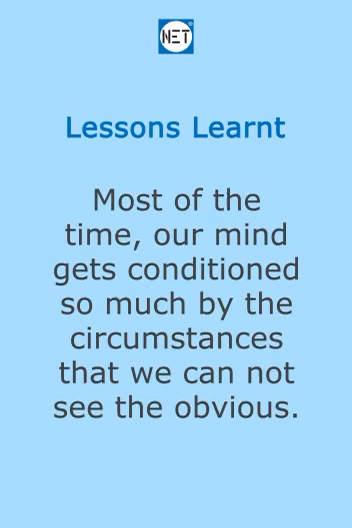 NET
Lessons Learnt
Most of the
time, our mind
gets conditioned
so much by the
circumstances
that we can not
see the obvious.